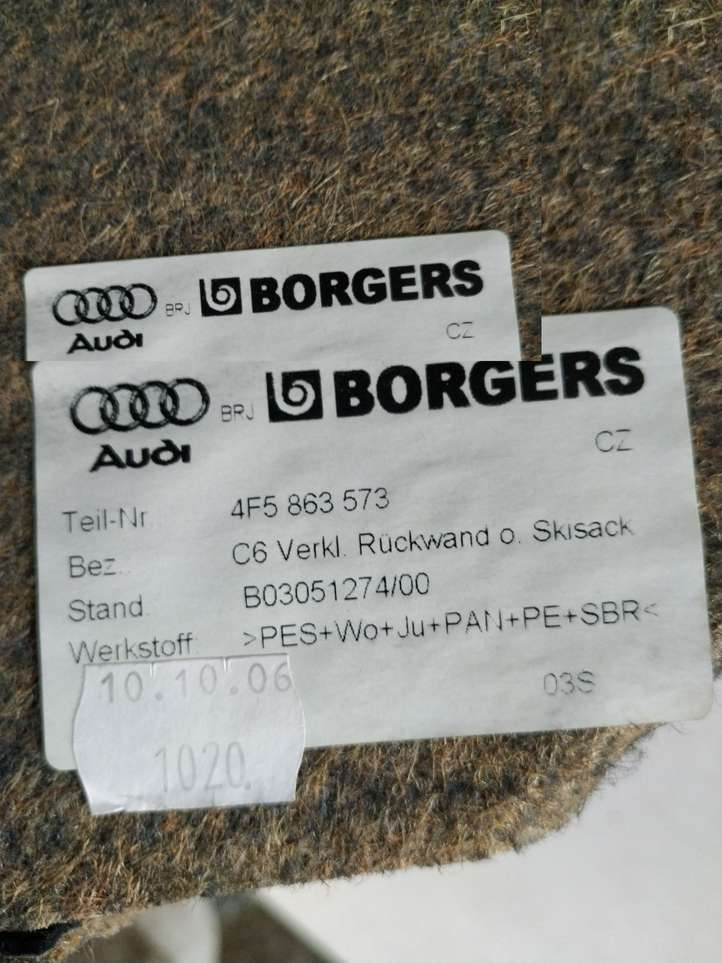 Audi BRJ BORGERS
CZ
Audi BRJ BORGERS
CZ
Teil-Nr 4F5 863 573
Bez. C6 Verkl. Rückwand o. Skisack
Stand B03051274/00
Werkstoff: >PES+Wo+Ju+PAN+PE+SBR<
10.10.06
03S
1020.